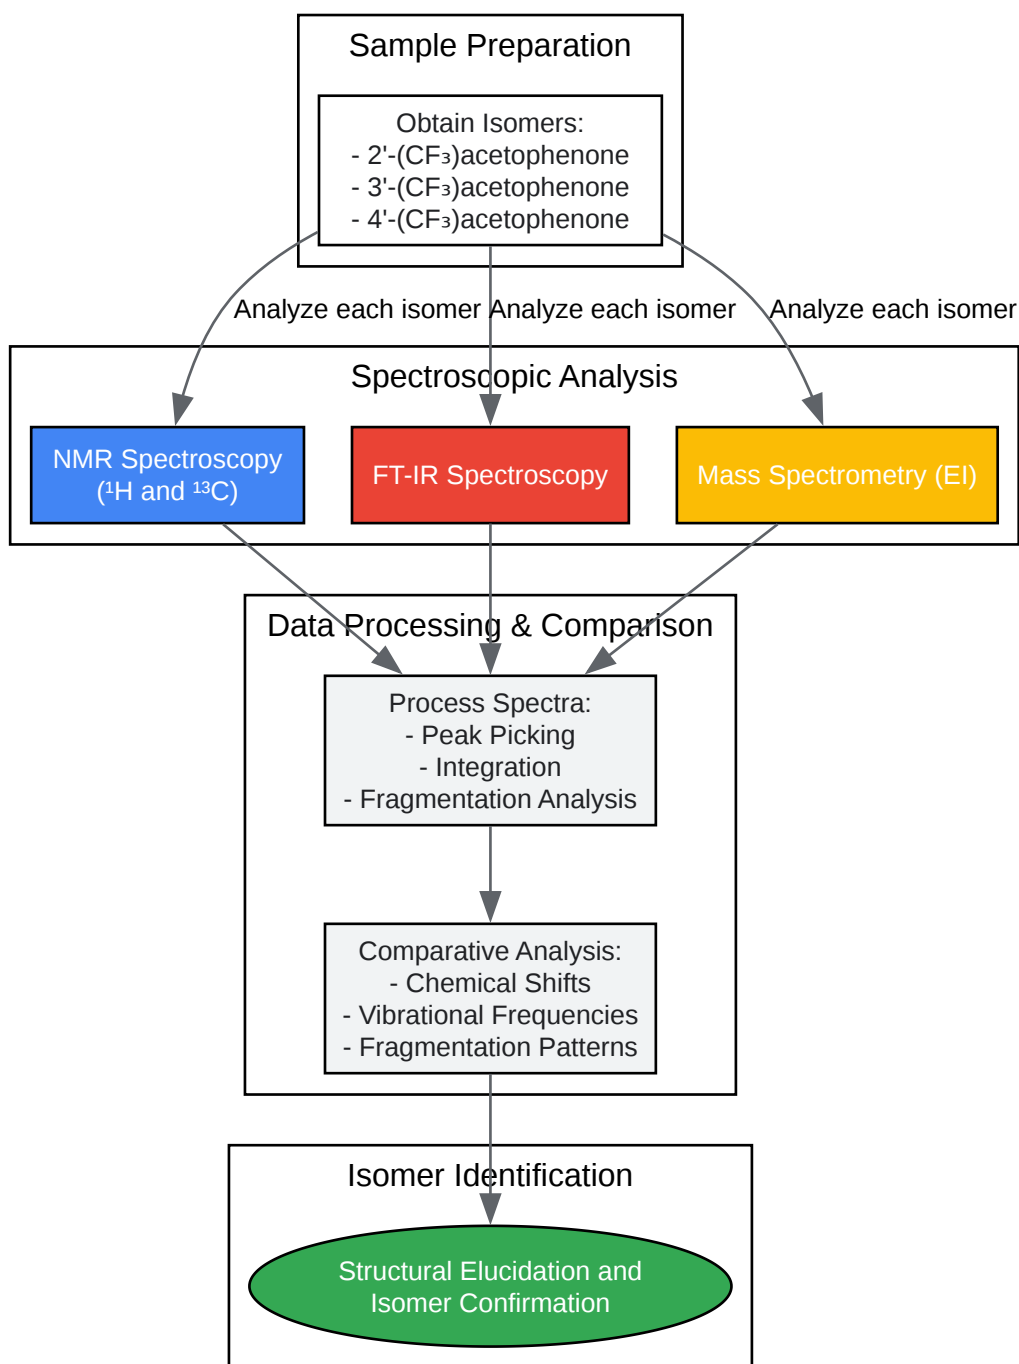 Sample Preparation
Obtain Isomers:
- 2'-(CF₃)acetophenone
- 3'-(CF₃)acetophenone
- 4'-(CF₃)acetophenone
Analyze each isomer
Analyze each isomer
Analyze each isomer
Spectroscopic Analysis
NMR Spectroscopy
(¹H and ¹³C)
FT-IR Spectroscopy
Mass Spectrometry (EI)
Data Processing & Comparison
Process Spectra:
- Peak Picking
- Integration
- Fragmentation Analysis
Comparative Analysis:
- Chemical Shifts
- Vibrational Frequencies
- Fragmentation Patterns
Isomer Identification
Structural Elucidation and
Isomer Confirmation